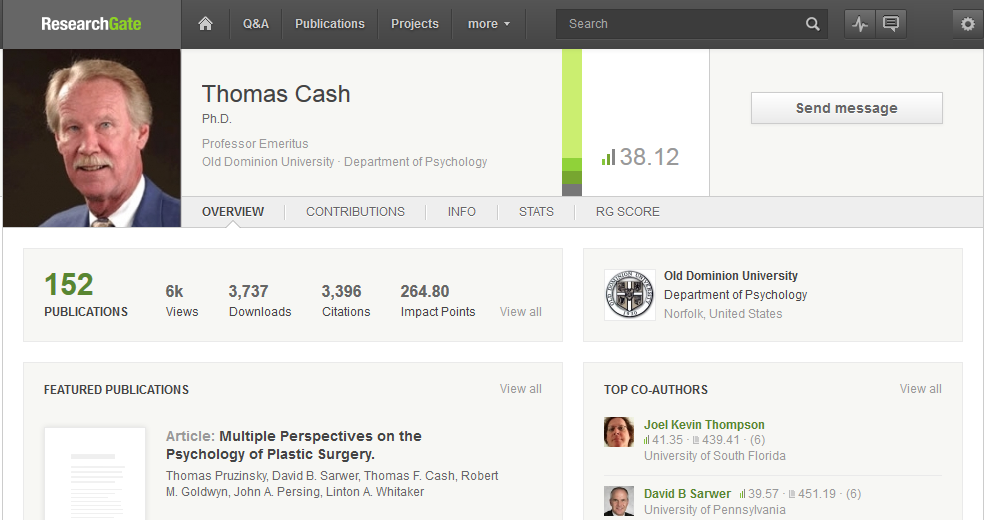 ResearchGate
Q&A
Publications
Projects
more
Search
Thomas Cash
Ph.D.
Professor Emeritus
Old Dominion University · Department of Psychology
38.12
Send message
OVERVIEW
CONTRIBUTIONS
INFO
STATS
RG SCORE
152
PUBLICATIONS
6k
Views
3,737
Downloads
3,396
Citations
264.80
Impact Points
View all
Old Dominion University
Department of Psychology
Norfolk, United States
FEATURED PUBLICATIONS
View all
Article: Multiple Perspectives on the
Psychology of Plastic Surgery.
Thomas Pruzinsky, David B. Sarwer, Thomas F. Cash, Robert
M. Goldwyn, John A. Persing, Linton A. Whitaker
TOP CO-AUTHORS
View all
Joel Kevin Thompson
41.35 · 439.41 · (6)
University of South Florida
David B Sarwer 39.57 · 451.19 · (6)
University of Pennsylvania